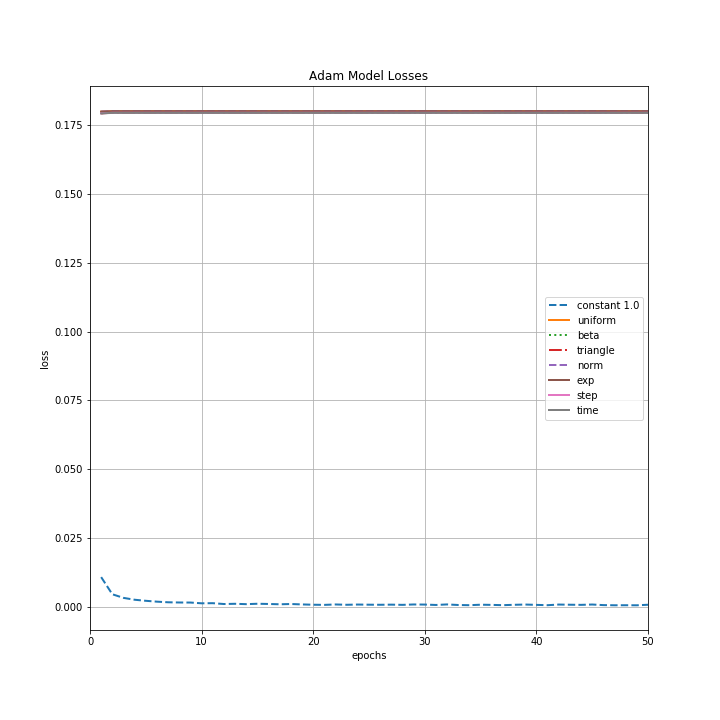 Adam Model Losses
0.175
0.150
0.125
0.100
0.075
0.050
0.025
0.000
loss
0
10
20
30
40
50
epochs
constant 1.0
uniform
beta
triangle
norm
exp
step
time